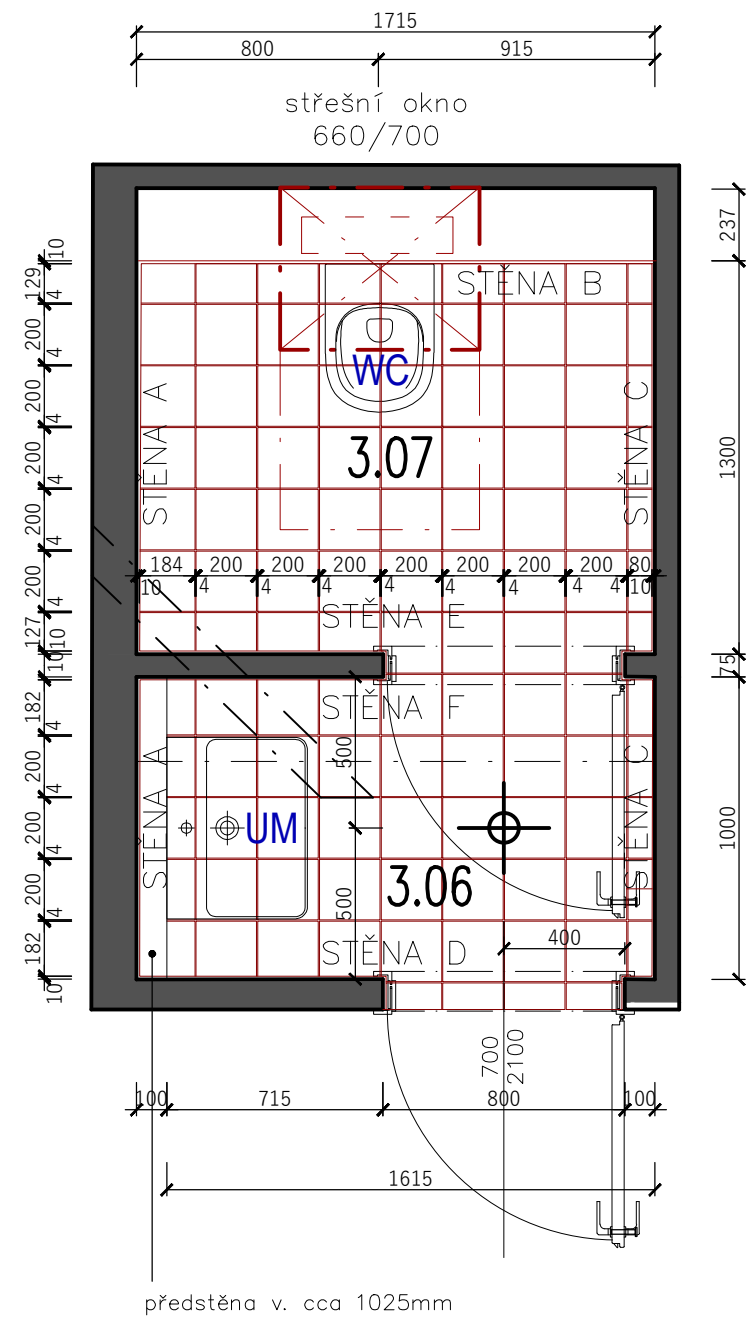 1715
800 915
střešní okno
660/700
237
10
129
4
STĚNA B
200
4
WC
200
4
STĚNA A
STĚNA C
3.07
1300
200
4
200
4
184 200 200 200 200 200 200 200 80
10 4 4 4 4 4 4 4 4 10
200
4
STĚNA E
127
10
10
75
182
4
STĚNA F
500
200
4
STĚNA A
STĚNA C
UM
1000
200
4
3.06
500
200
4
400
STĚNA D
182
10
700
2100
100 715 800 100
1615
předstěna v. cca 1025mm